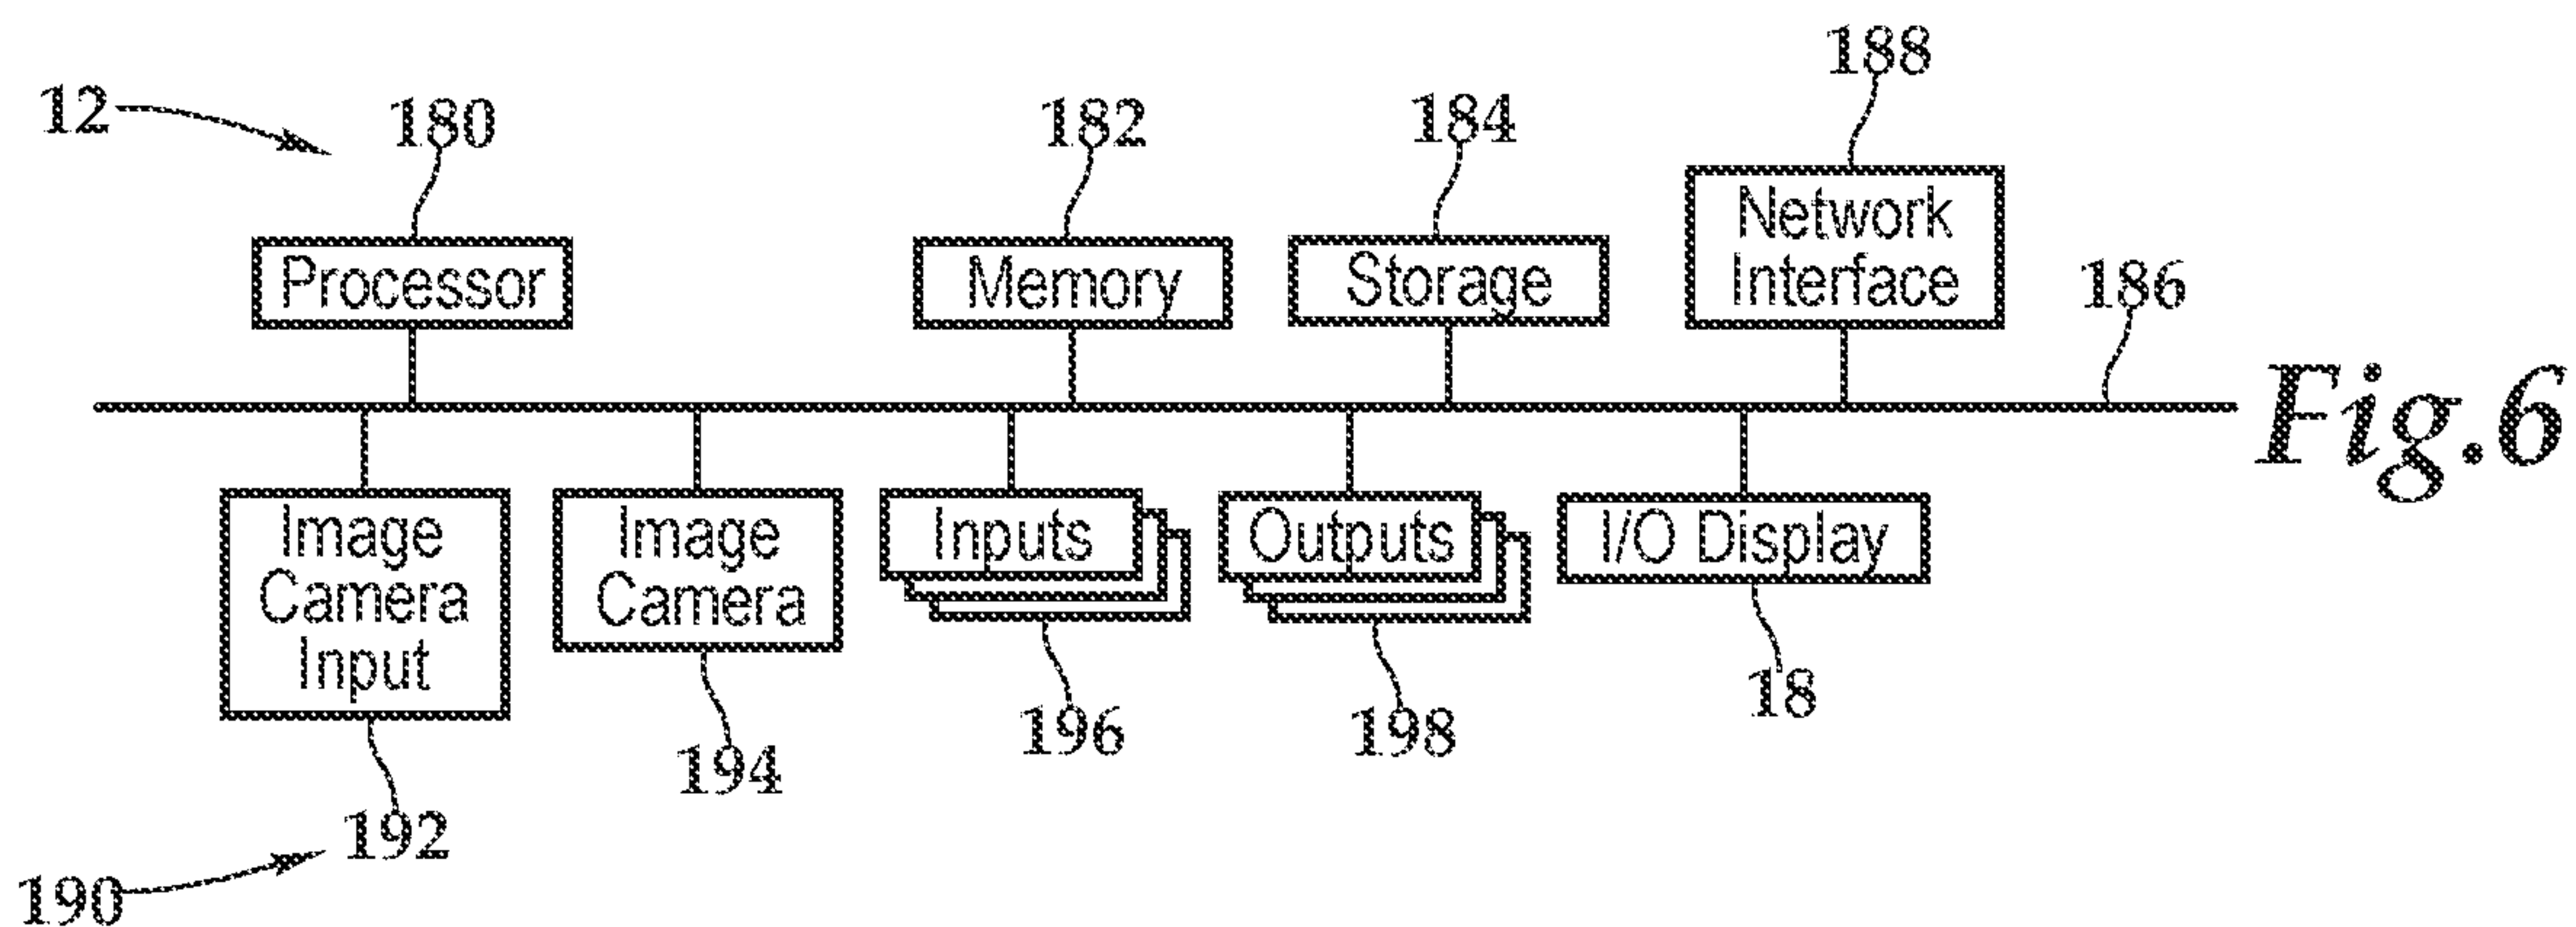 188
12
180
182
184
Network
Interface
Processor
Memory
Storage
186
Fig.6
Image
Camera
Input
Image
Camera
Inputs
Outputs
I/O Display
18
196
198
194
192
190